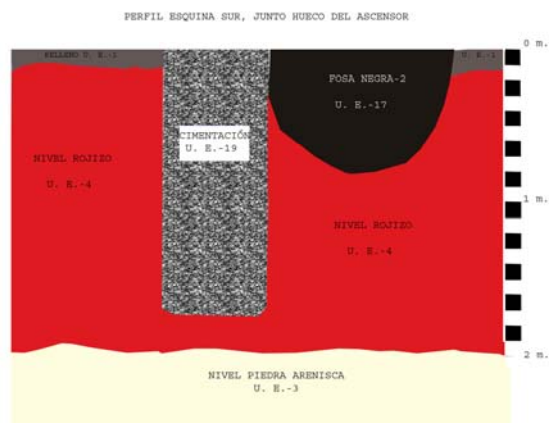 PERFIL ESQUINA SUR, JUNTO HUECO DEL ASCENSOR
0 m.
RELLENO U. E.-1
U. E.-1
FOSA NEGRA-2
U. E.-17
CIMENTACIÓN
U. E.-19
NIVEL ROJIZO
U. E.-4
1 m.
NIVEL ROJIZO
U. E.-4
2 m.
NIVEL PIEDRA ARENISCA
U. E.-3